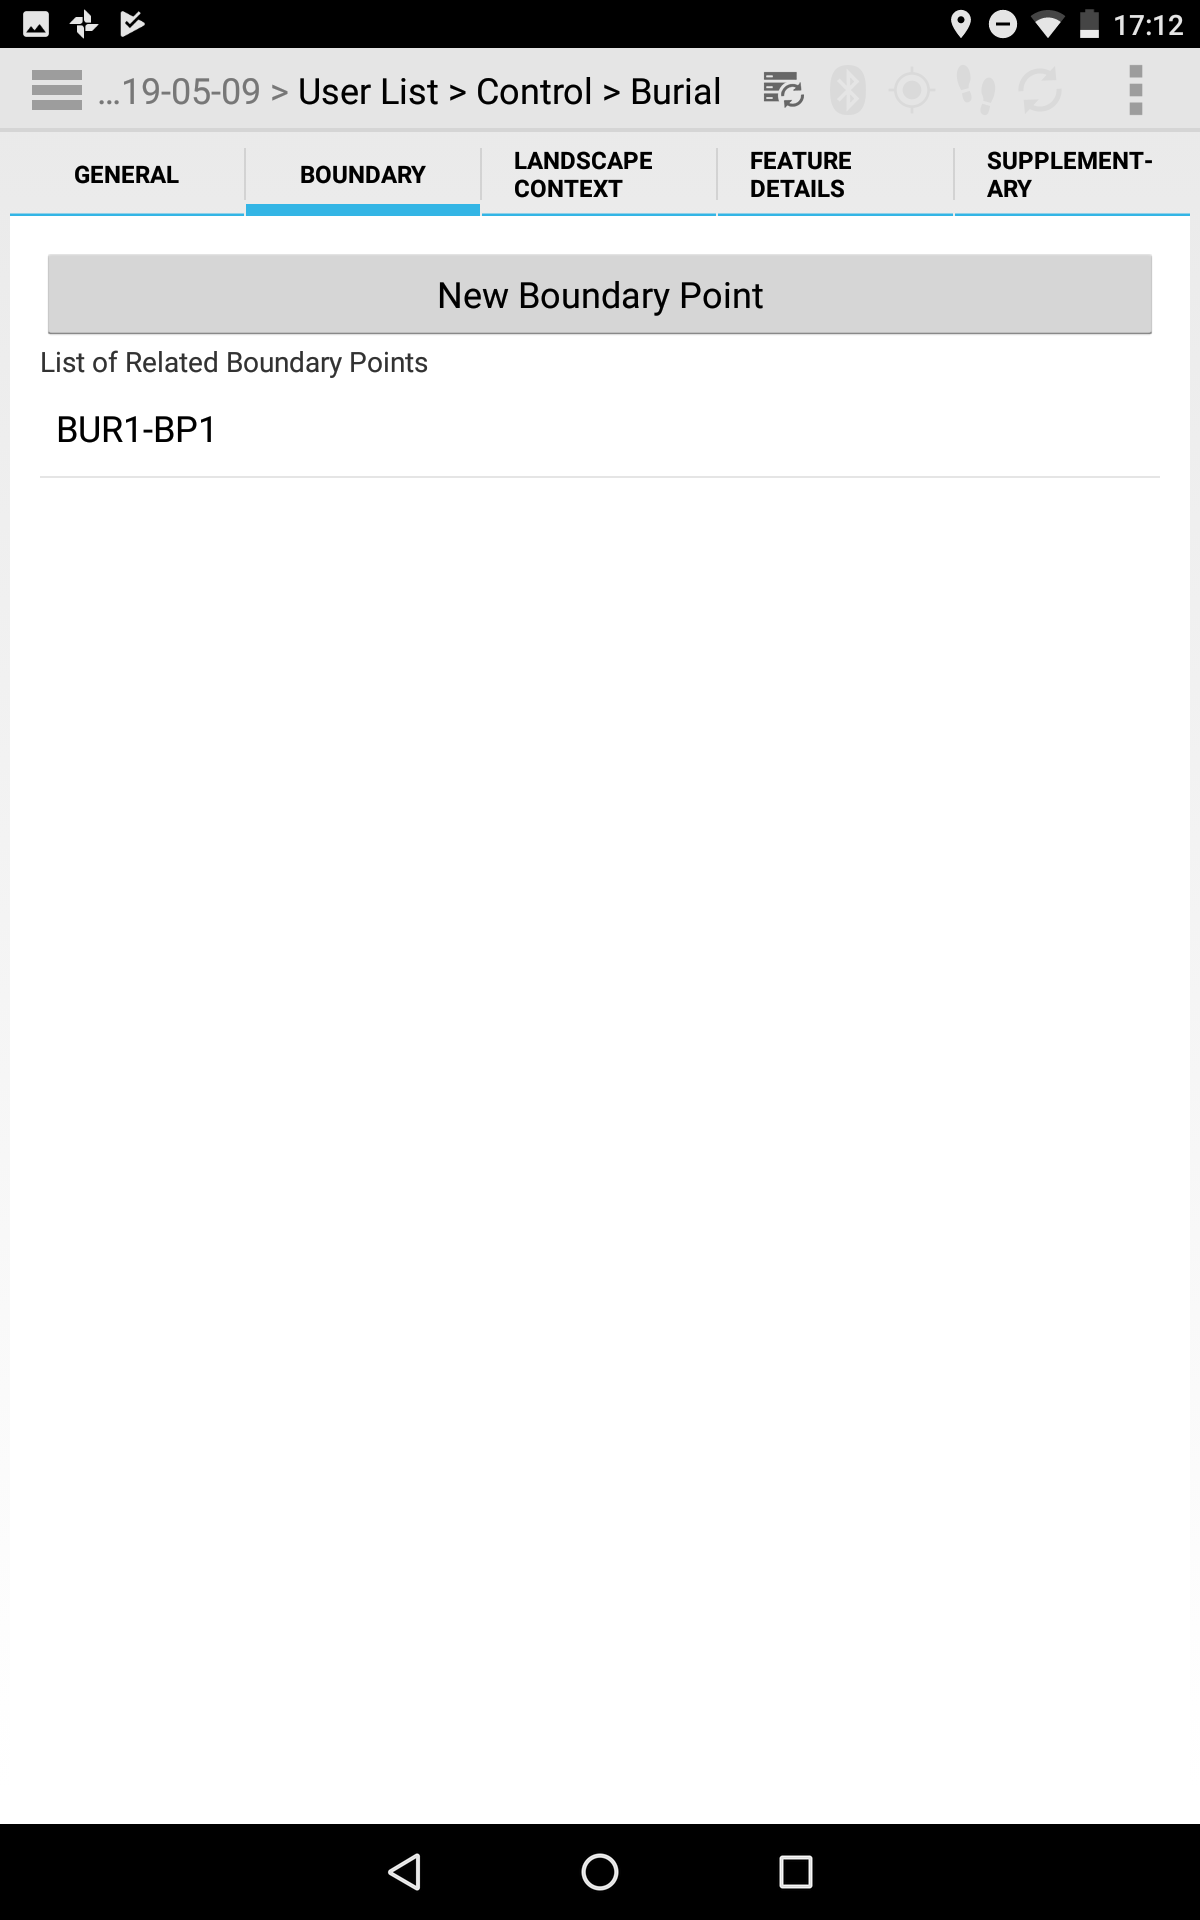 17:12
...19-05-09 > User List > Control > Burial
GENERAL
BOUNDARY
LANDSCAPE
CONTEXT
FEATURE
DETAILS
SUPPLEMENT-
ARY
New Boundary Point
List of Related Boundary Points
BUR1-BP1